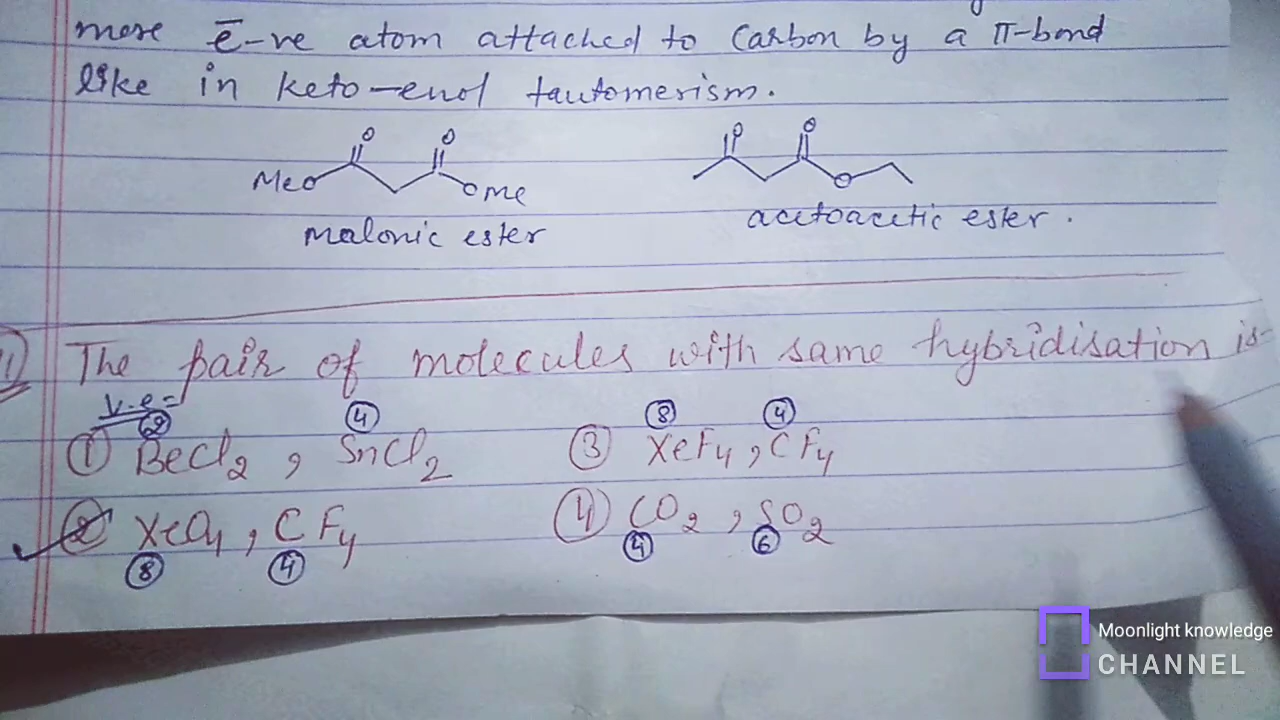 more ē-ve atom attached to carbon by a π-bond
like in keto-enol tautomerism.
O O O O
MeO OMe O
malonic ester acetoacetic ester.
1) The pair of molecules with same hybridisation is-
V.e = ② ④ ⑧ ④
① BeCl2 , SnCl2 ③ XeF4 , CF4
② XeO4 , CF4 ④ CO2 , SO2
⑧ ④ ④ ⑥
Moonlight knowledge
CHANNEL